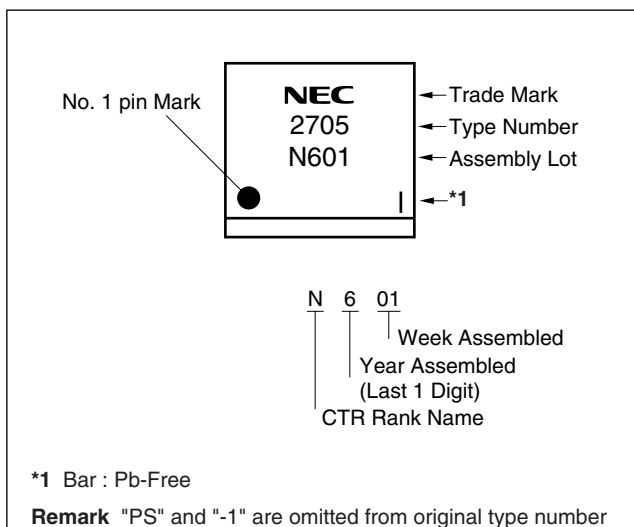 No. 1 pin Mark
NEC
2705
N601
Trade Mark
Type Number
Assembly Lot
*1
N 6 01
Week Assembled
Year Assembled
(Last 1 Digit)
CTR Rank Name
*1 Bar : Pb-Free
Remark "PS" and "-1" are omitted from original type number